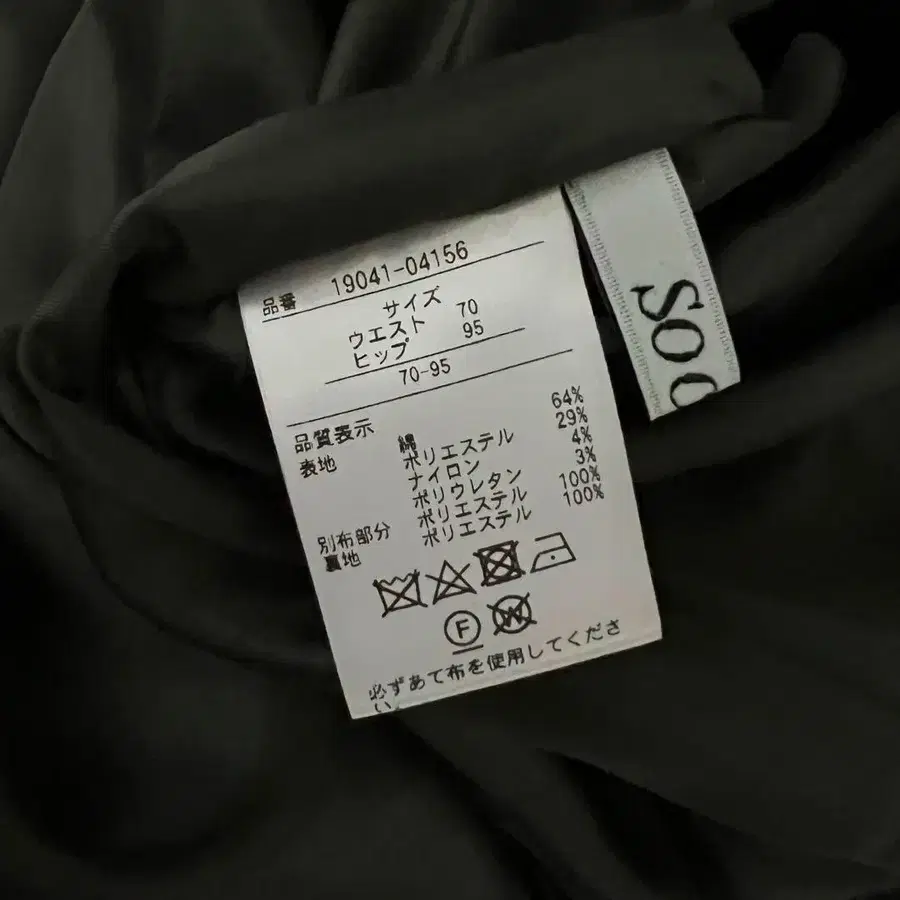 品番 19041-04156
サイズ
ウエスト 70
ヒップ 95
70-95
品質表示
表地 綿 64%
ポリエステル 29%
ナイロン 4%
ポリウレタン 3%
別布部分 ポリエステル 100%
裏地 ポリエステル 100%
F W
必ずあて布を使用してくださ
い。
SO